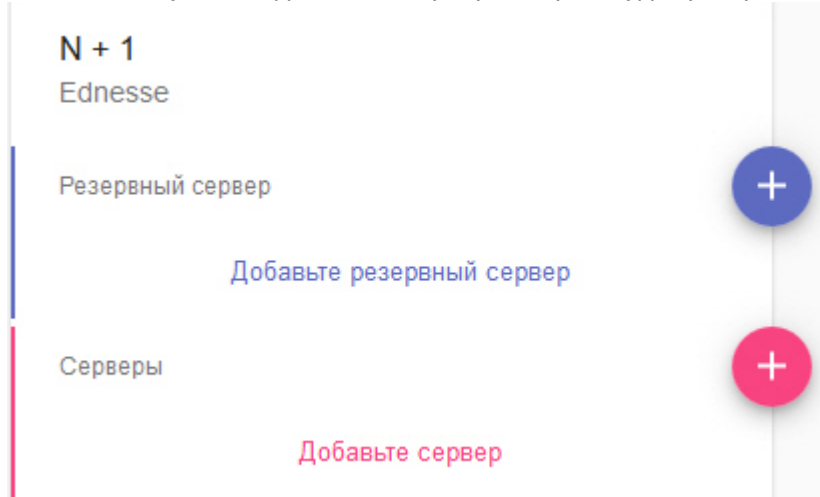 N + 1
Ednesse
Резервный сервер
Добавьте резервный сервер
Серверы
Добавьте сервер